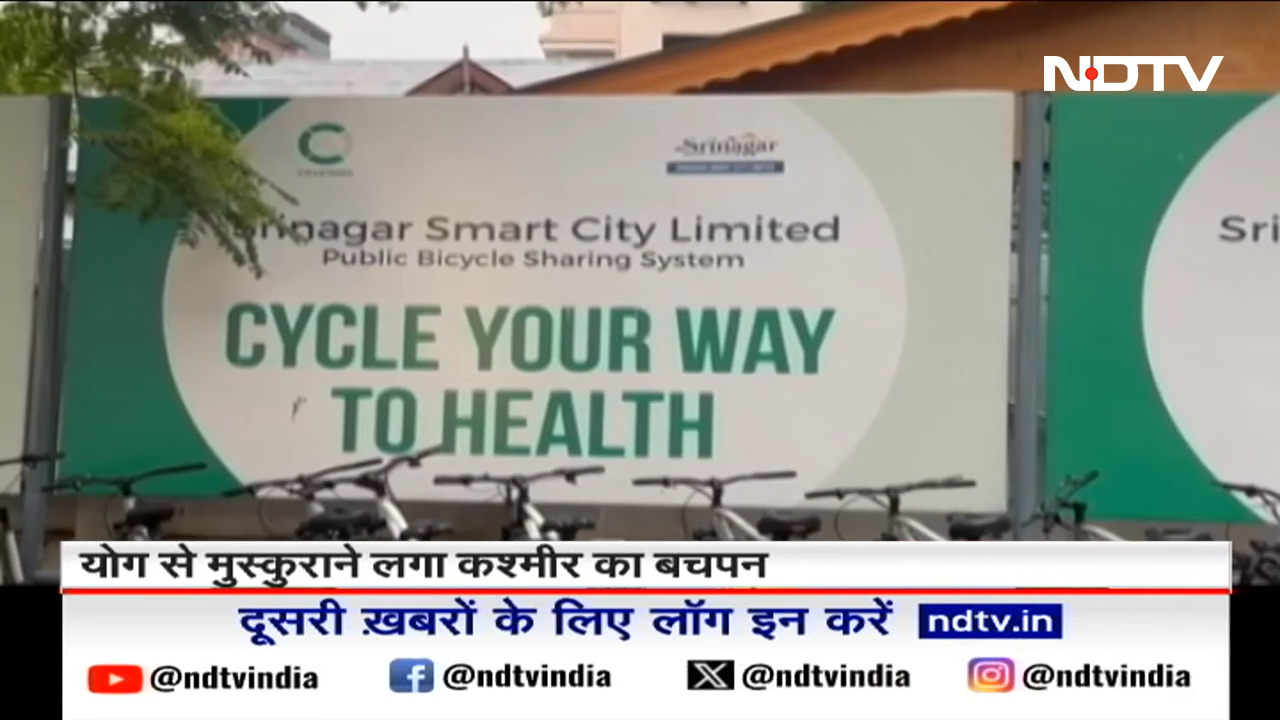 NDTV
Srinagar
Srinagar Smart City Limited
Public Bicycle Sharing System
CYCLE YOUR WAY
TO HEALTH
Sri
योग से मुस्कुराने लगा कश्मीर का बचपन
दूसरी ख़बरों के लिए लॉग इन करें ndtv.in
@ndtvindia @ndtvindia @ndtvindia @ndtvindia